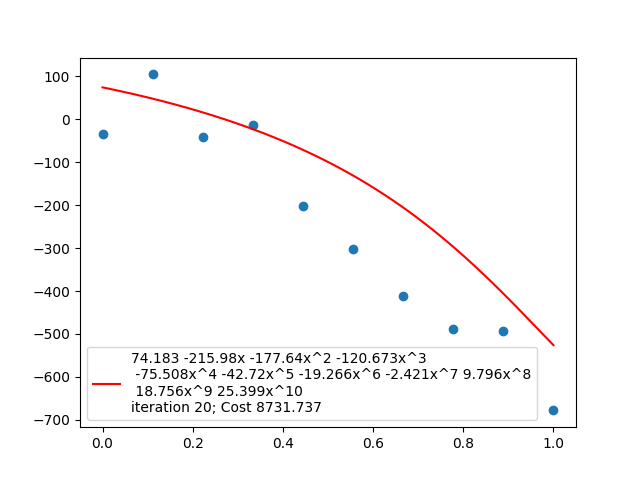 100
0
−100
−200
−300
−400
−500
−600
−700
74.183 -215.98x -177.64x^2 -120.673x^3
-75.508x^4 -42.72x^5 -19.266x^6 -2.421x^7 9.796x^8
18.756x^9 25.399x^10
iteration 20; Cost 8731.737
0.0 0.2 0.4 0.6 0.8 1.0